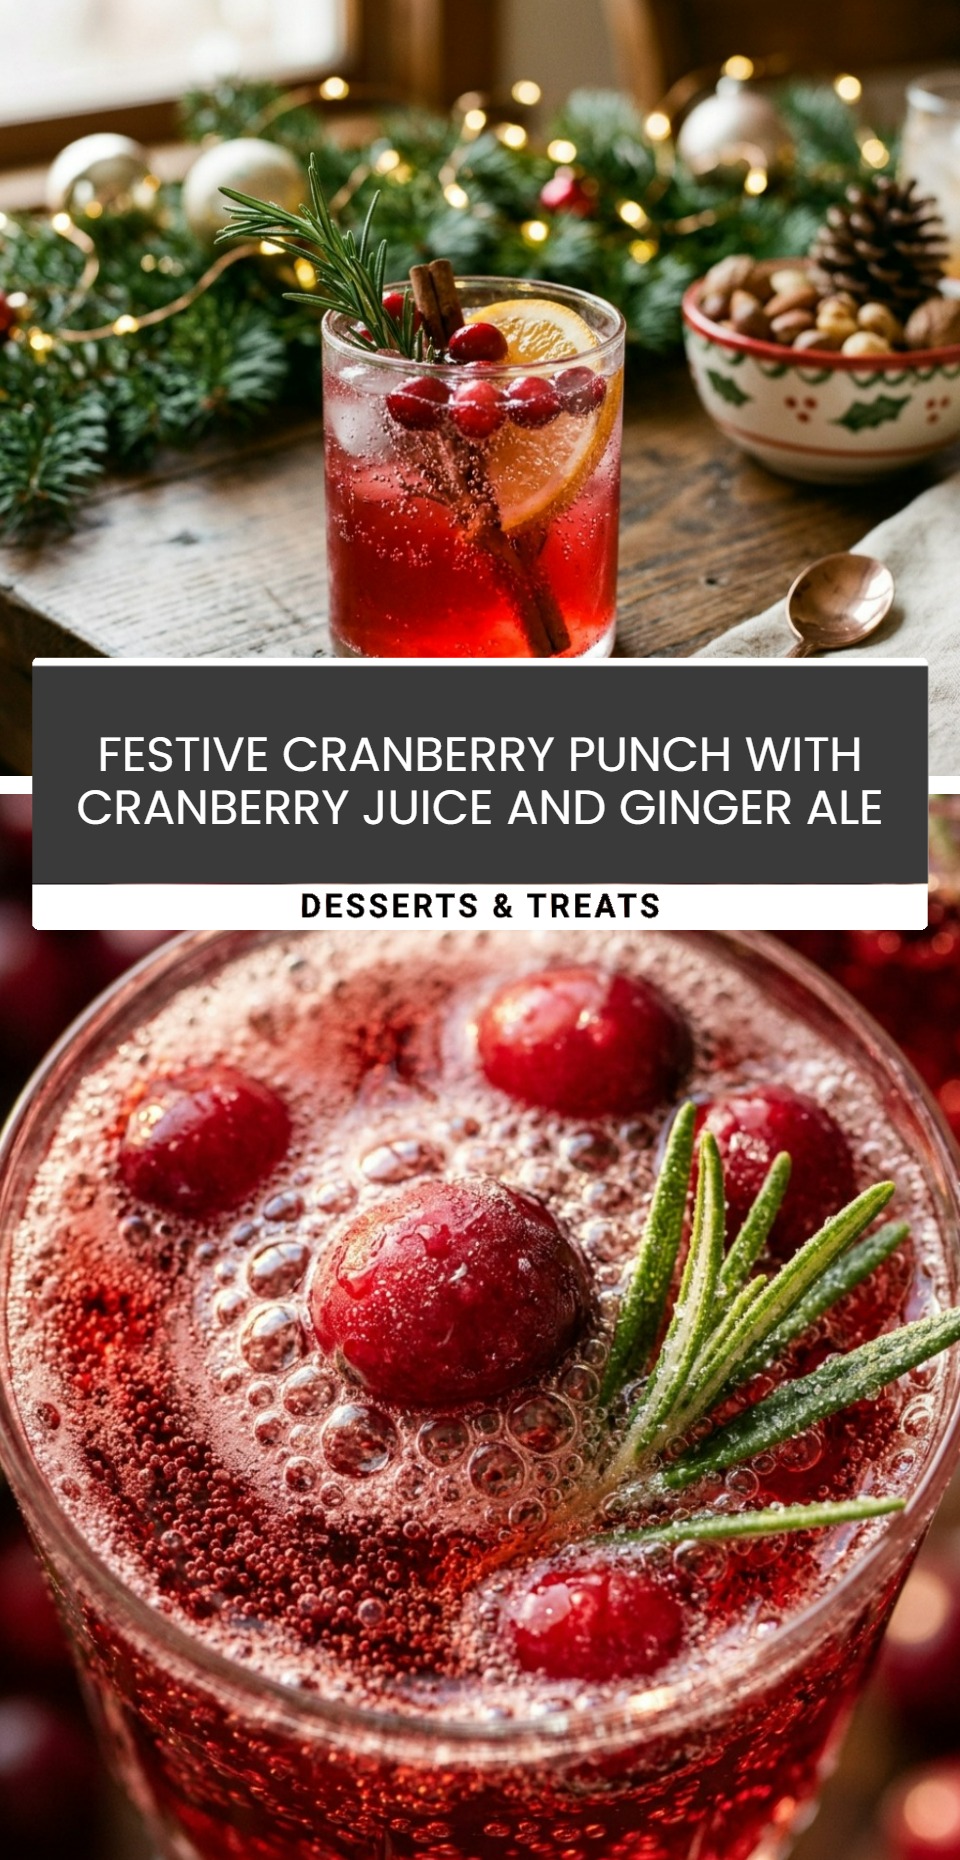 FESTIVE CRANBERRY PUNCH WITH
CRANBERRY JUICE AND GINGER ALE
DESSERTS & TREATS